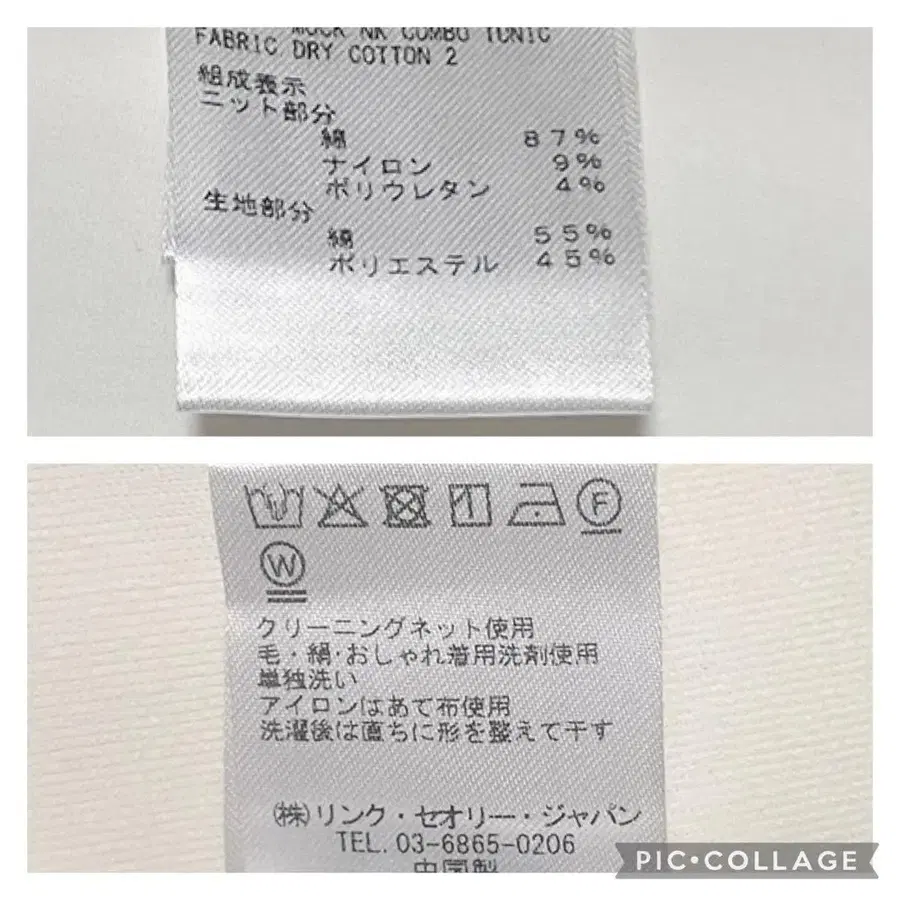 MOCK NK COMBO TUNIC
FABRIC DRY COTTON 2
組成表示
ニット部分
綿 87%
ナイロン 9%
ポリウレタン 4%
生地部分
綿 55%
ポリエステル 45%
F
W
クリーニングネット使用
毛・絹・おしゃれ着用洗剤使用
単独洗い
アイロンはあて布使用
洗濯後は直ちに形を整えて干す
㈱リンク・セオリー・ジャパン
TEL. 03-6865-0206
中国製
PIC•COLLAGE